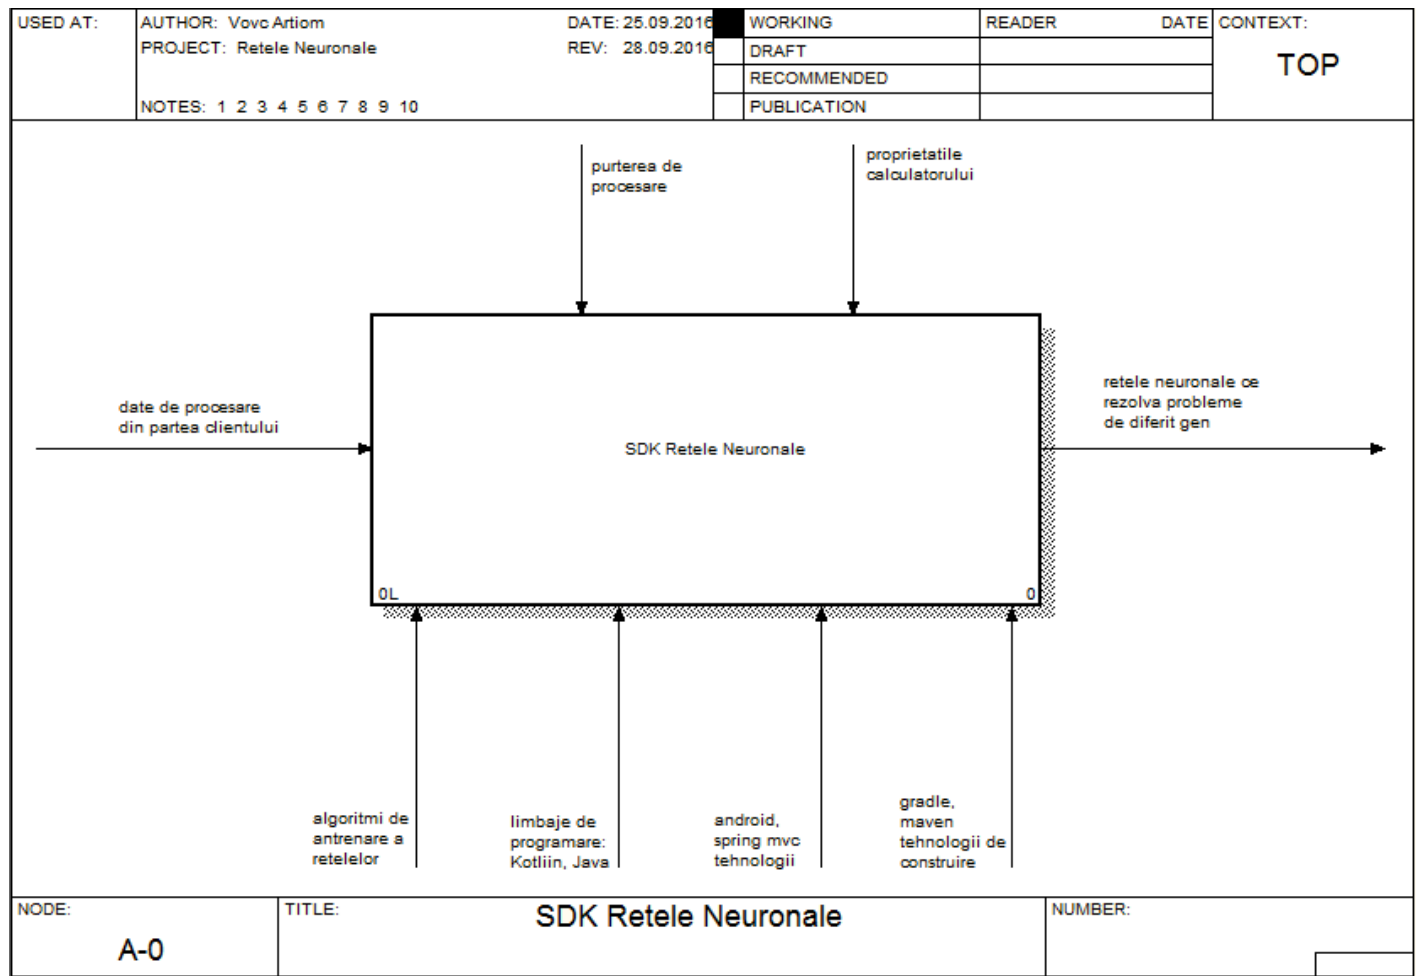 USED AT:
AUTHOR: Vovc Artiom
DATE: 25.09.2016
PROJECT: Retele Neuronale
REV: 28.09.2016
NOTES: 1 2 3 4 5 6 7 8 9 10
WORKING
DRAFT
RECOMMENDED
PUBLICATION
READER
DATE
CONTEXT:
TOP
purterea de
procesare
proprietatile
calculatorului
date de procesare
din partea clientului
SDK Retele Neuronale
0L
0
retele neuronale ce
rezolva probleme
de diferit gen
algoritmi de
antrenare a
retelelor
limbaje de
programare:
Kotliin, Java
android,
spring mvc
tehnologii
gradle,
maven
tehnologii de
construire
NODE:
A-0
TITLE:
SDK Retele Neuronale
NUMBER: